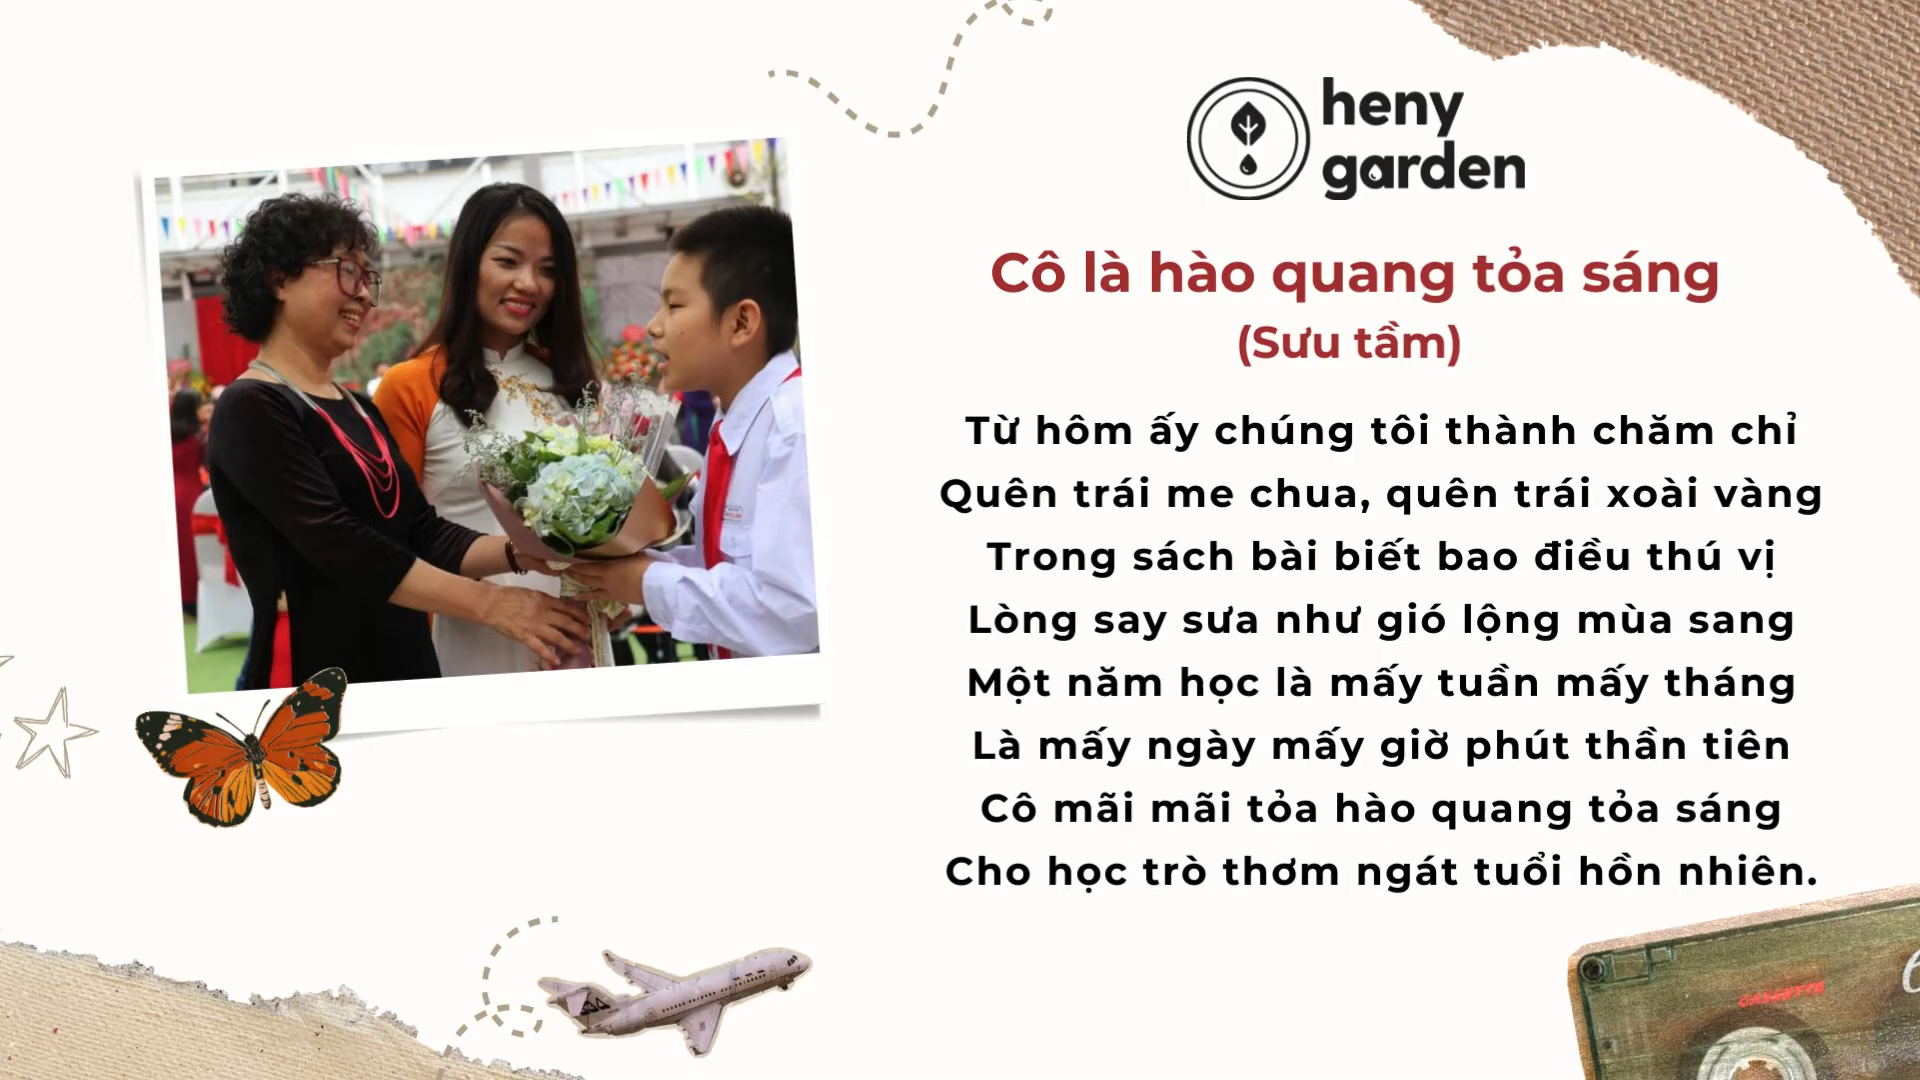 heny
garden
Cô là hào quang tỏa sáng
(Sưu tầm)
Từ hôm ấy chúng tôi thành chăm chỉ
Quên trái me chua, quên trái xoài vàng
Trong sách bài biết bao điều thú vị
Lòng say sưa như gió lộng mùa sang
Một năm học là mấy tuần mấy tháng
Là mấy ngày mấy giờ phút thần tiên
Cô mãi mãi tỏa hào quang tỏa sáng
Cho học trò thơm ngát tuổi hồn nhiên.
CASSETTE